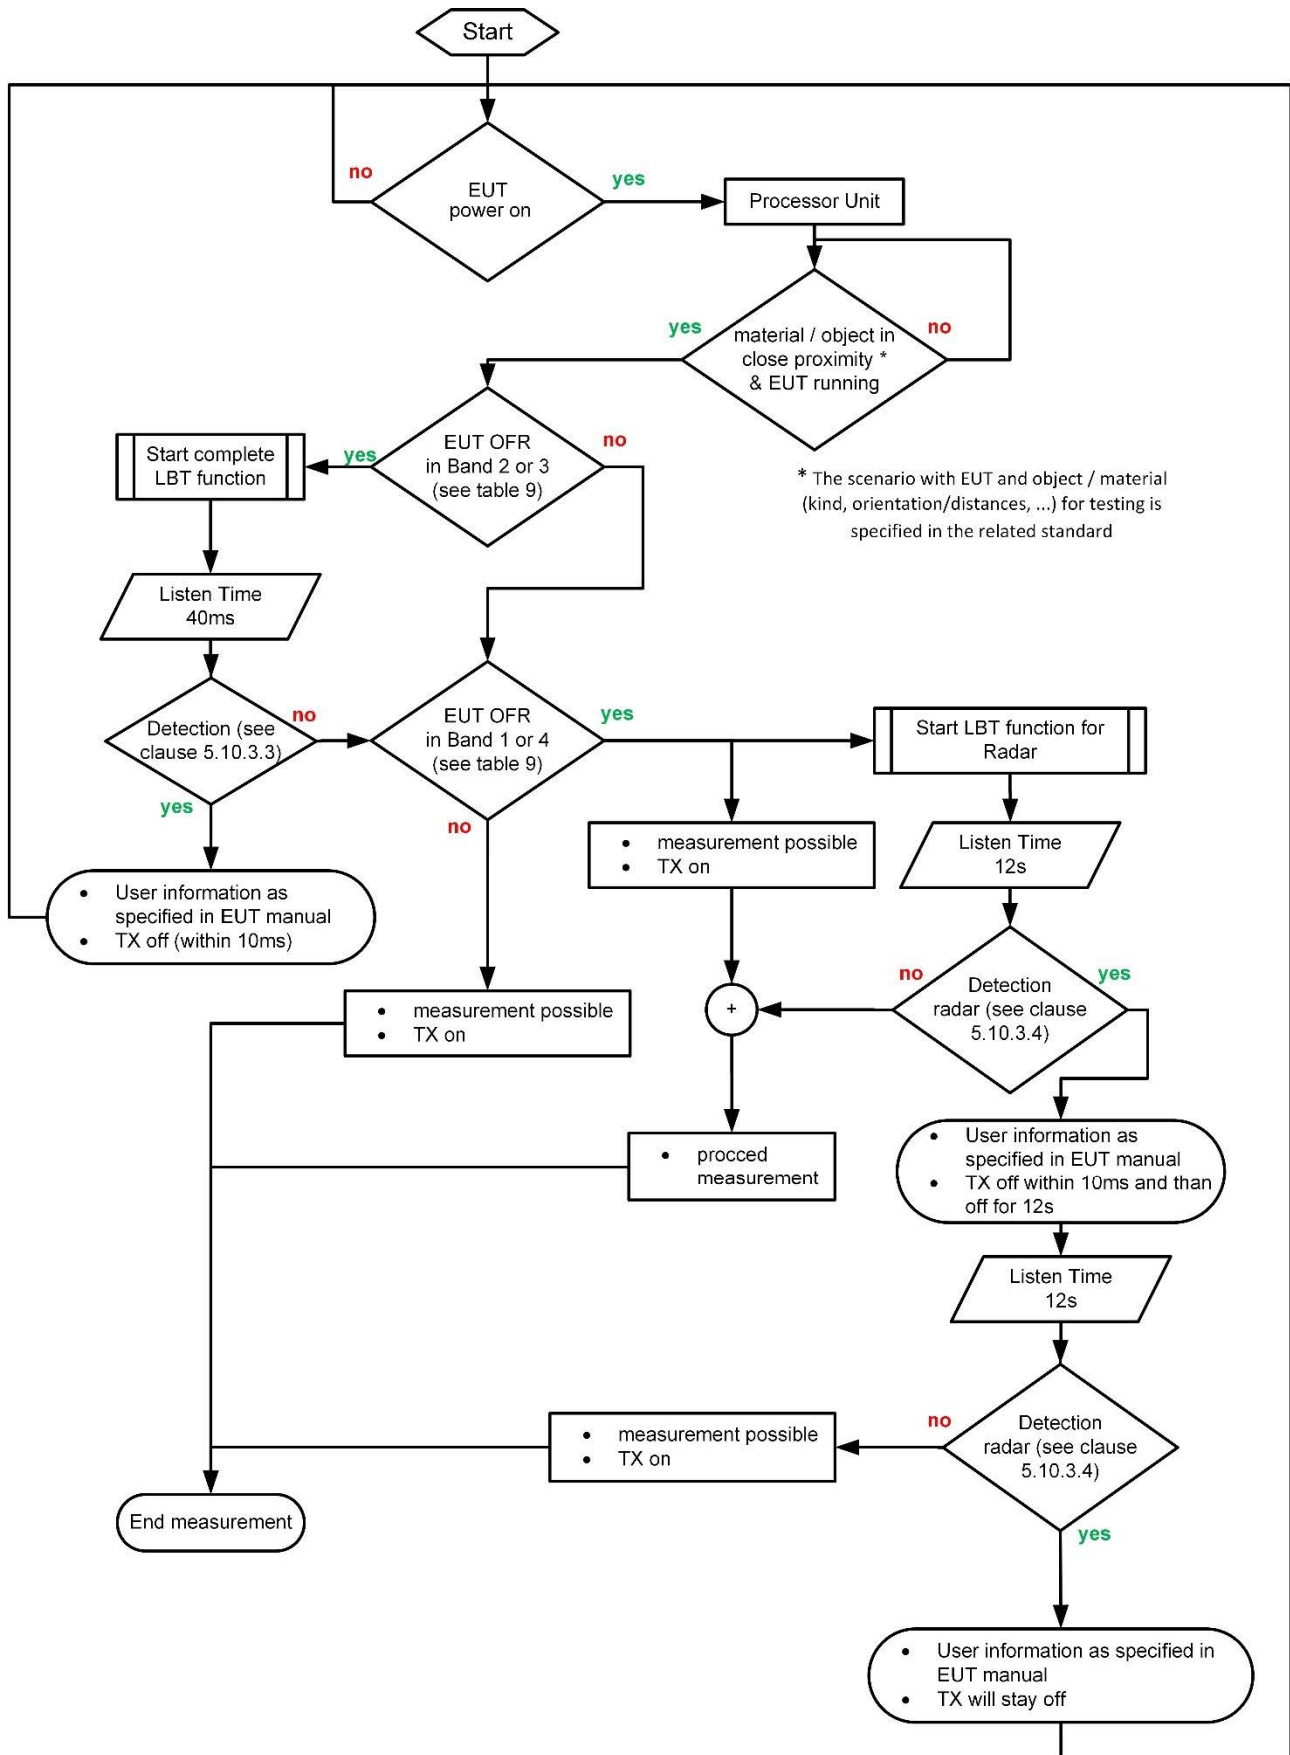 Start
no
EUT
power on
yes
Processor Unit
yes
material / object in
close proximity *
& EUT running
no
Start complete
LBT function
yes
EUT OFR
in Band 2 or 3
(see table 9)
no
* The scenario with EUT and object / material
(kind, orientation/distances, ...) for testing is
specified in the related standard
Listen Time
40ms
Detection (see
clause 5.10.3.3)
no
yes
EUT OFR
in Band 1 or 4
(see table 9)
yes
no
Start LBT function for
Radar
• measurement possible
• TX on
Listen Time
12s
• User information as
specified in EUT manual
• TX off (within 10ms)
no
Detection
radar (see clause
5.10.3.4)
yes
• measurement possible
• TX on
+
• procced
measurement
• User information as
specified in EUT manual
• TX off within 10ms and than
off for 12s
Listen Time
12s
• measurement possible
• TX on
no
Detection
radar (see clause
5.10.3.4)
yes
End measurement
• User information as specified in
EUT manual
• TX will stay off